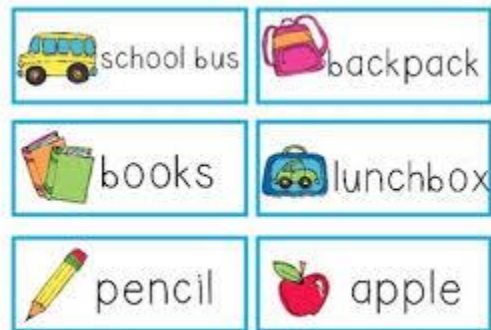 school bus
backpack
books
lunchbox
pencil
apple